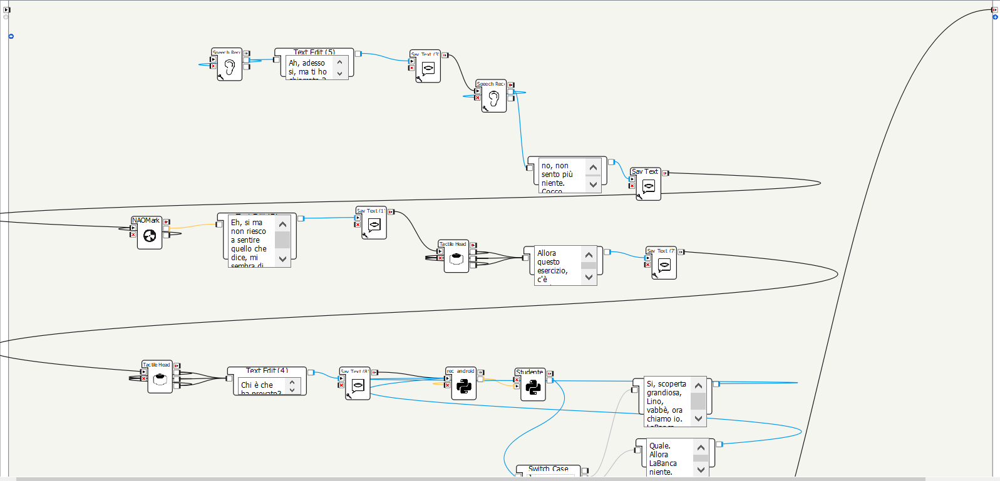 Speech Rec
Text Edit (5)
Ah, adesso
si, ma ti ho
Say Text (3)
Speech Rec
no, non
sento più
niente.
Cocco
Say Text
NAOMark
Eh, si ma
non riesco
a sentire
quello che
dice, mi
sembra di
Say Text (1)
Tactile Head
Allora
questo
esercizio,
c'è
Say Text (7)
Tactile Head
Text Edit (4)
Chi è che
ha provato?
Say Text (8)
rec_android
Studente
Si, scoperta
grandiosa,
Lino,
vabbè, ora
chiamo io.
LaBanca
Quale.
Allora
LaBanca
niente.
Switch Case